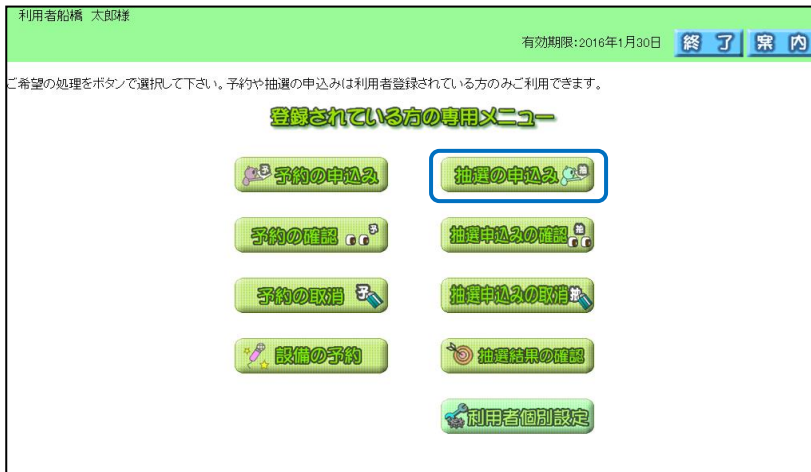 利用者船橋 太郎様
有効期限:2016年1月30日 終了 案内
ご希望の処理をボタンで選択して下さい。予約や抽選の申込みは利用者登録されている方のみご利用できます。
登録されている方の専用メニュー
予約の申込み 抽選の申込み
予約の確認 抽選申込みの確認
予約の取消 抽選申込みの取消
設備の予約 抽選結果の確認
利用者個別設定